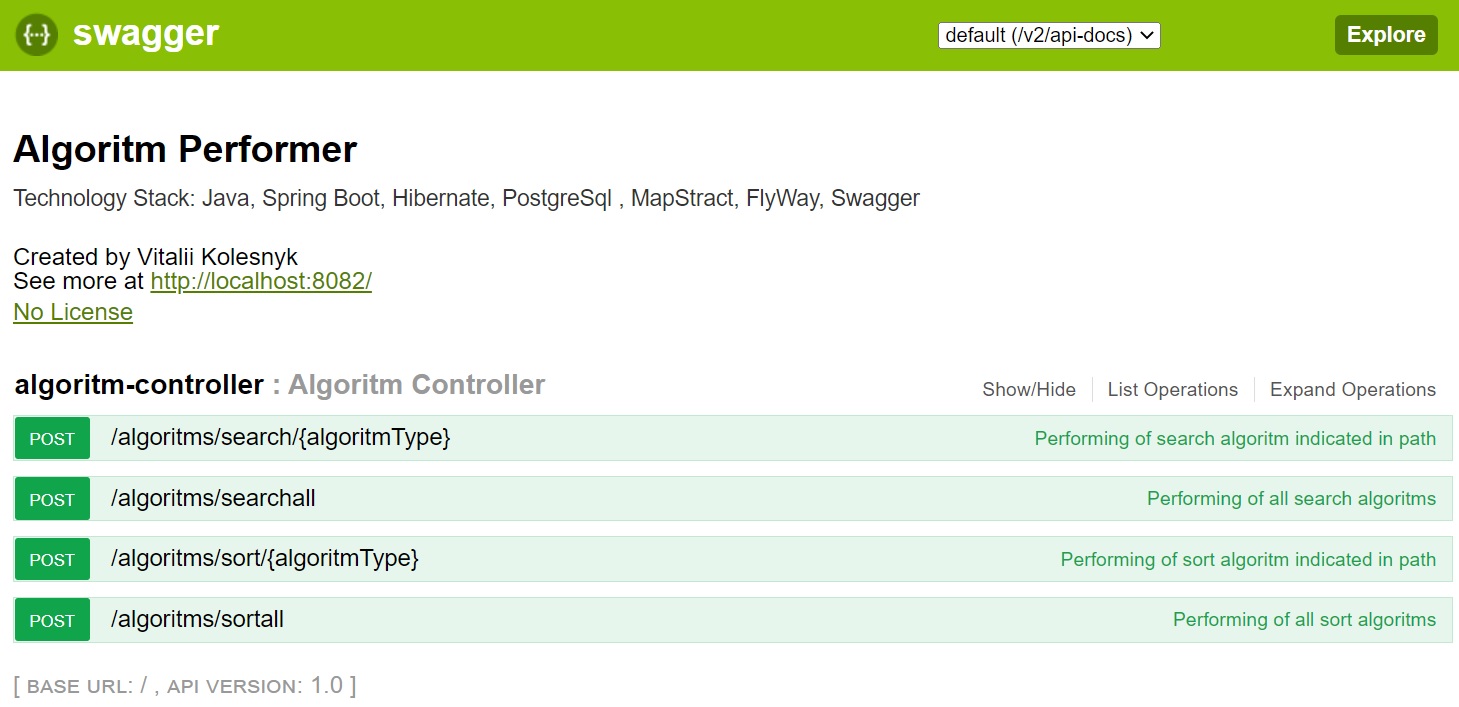 {...} swagger default (/v2/api-docs) Explore
Algoritm Performer
Technology Stack: Java, Spring Boot, Hibernate, PostgreSql , MapStract, FlyWay, Swagger
Created by Vitalii Kolesnyk
See more at http://localhost:8082/
No License
algoritm-controller : Algoritm Controller Show/Hide List Operations Expand Operations
POST /algoritms/search/{algoritmType} Performing of search algoritm indicated in path
POST /algoritms/searchall Performing of all search algoritms
POST /algoritms/sort/{algoritmType} Performing of sort algoritm indicated in path
POST /algoritms/sortall Performing of all sort algoritms
[ BASE URL: / , API VERSION: 1.0 ]